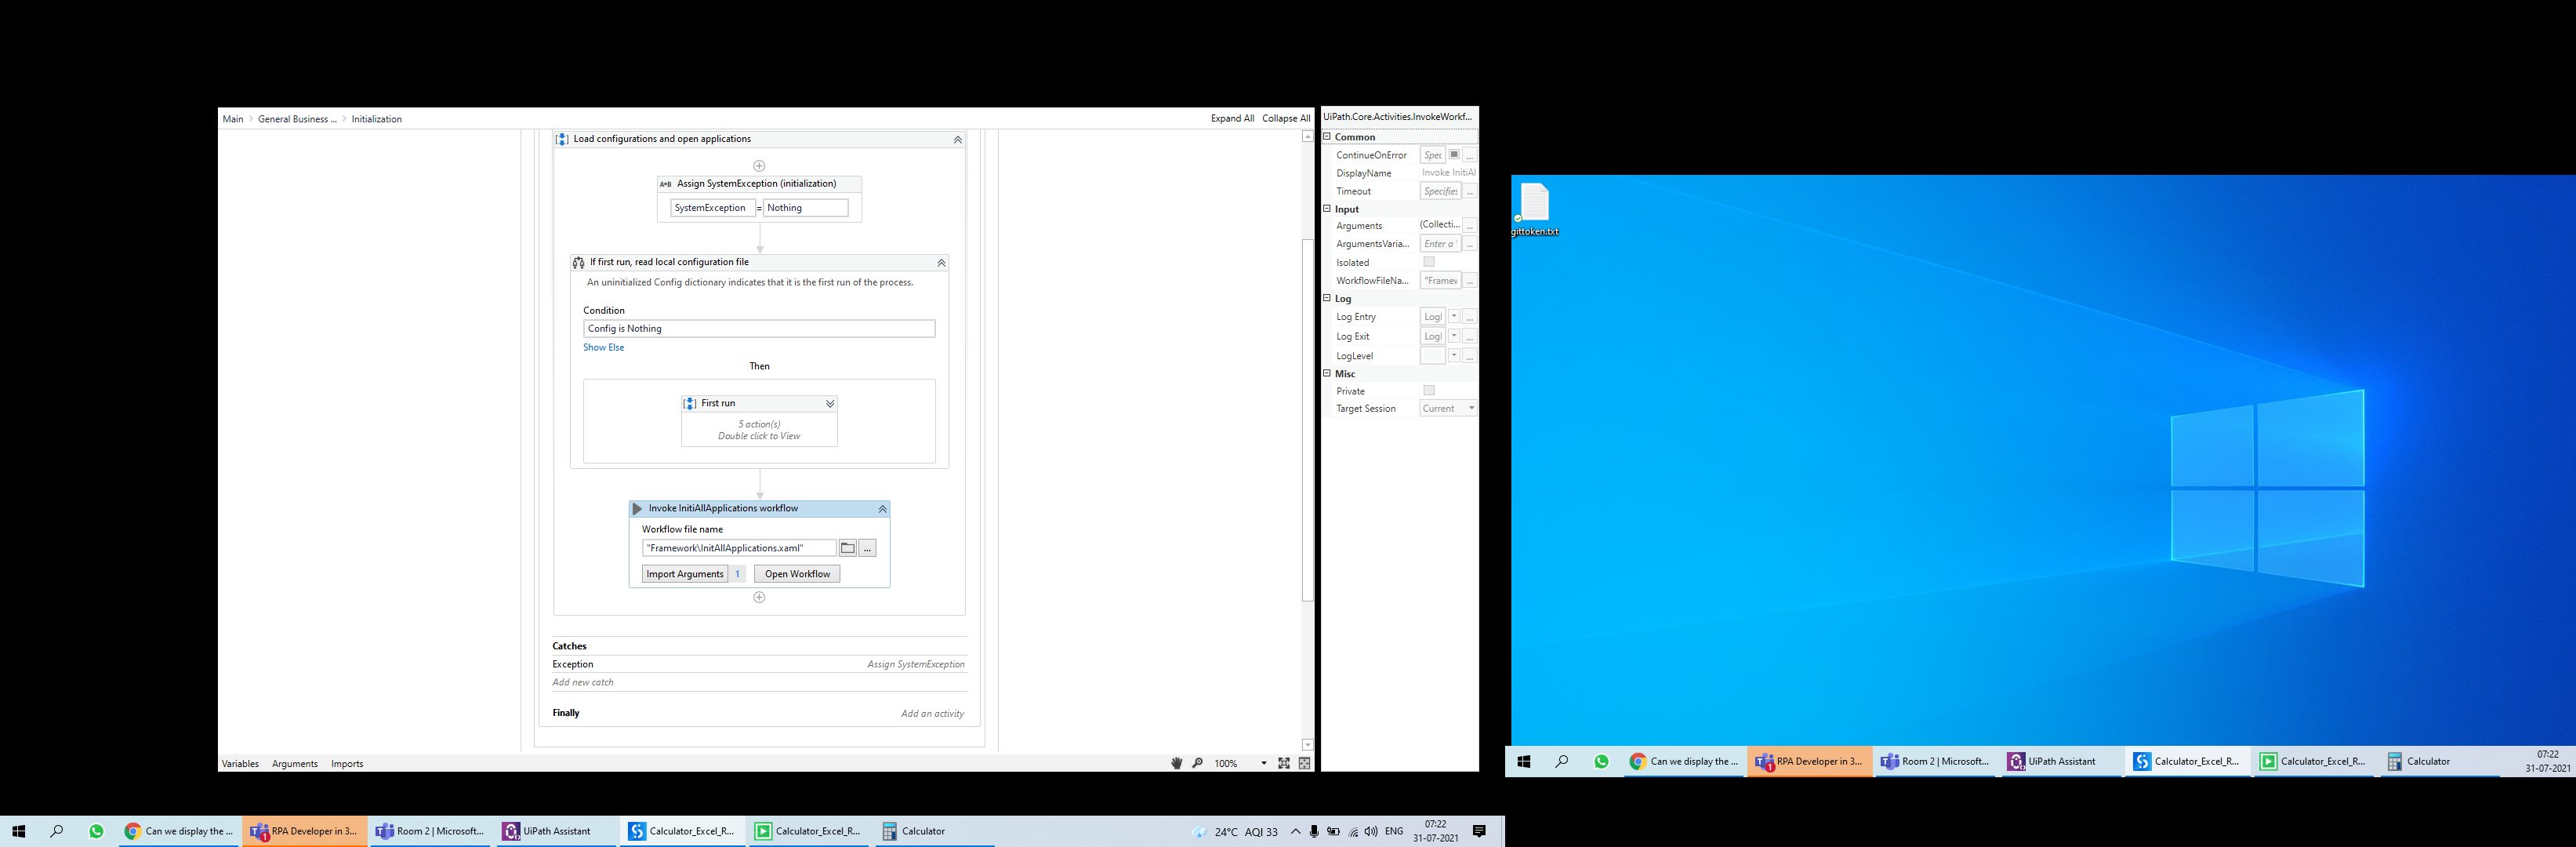 Main > General Business ... > Initialization
Expand All Collapse All
Load configurations and open applications
A*B Assign SystemException (initialization)
SystemException = Nothing
If first run, read local configuration file
An uninitialized Config dictionary indicates that it is the first run of the process.
Condition
Config is Nothing
Show Else
Then
First run
5 action(s)
Double click to View
Invoke InitiAllApplications workflow
Workflow file name
"Framework\InitAllApplications.xaml"
...
Import Arguments 1 Open Workflow
Catches
Exception Assign SystemException
Add new catch
Finally Add an activity
Variables Arguments Imports
100%
UiPath.Core.Activities.InvokeWorkf...
Common
ContinueOnError Spec ...
DisplayName Invoke InitiAl
Timeout Specifies ...
Input
Arguments (Collecti... ...
ArgumentsVaria... Enter a ...
Isolated
WorkflowFileNa... "Framew ...
Log
Log Entry Logl ...
Log Exit Logl ...
LogLevel ...
Misc
Private
Target Session Current
gittoken.txt
Can we display the ... RPA Developer in 3... 1 Room 2 | Microsoft... UiPath Assistant Calculator_Excel_R... Calculator_Excel_R... Calculator
07:22
31-07-2021
Can we display the ... RPA Developer in 3... 1 Room 2 | Microsoft... UiPath Assistant Calculator_Excel_R... Calculator_Excel_R... Calculator
24°C AQI 33 ENG
07:22
31-07-2021